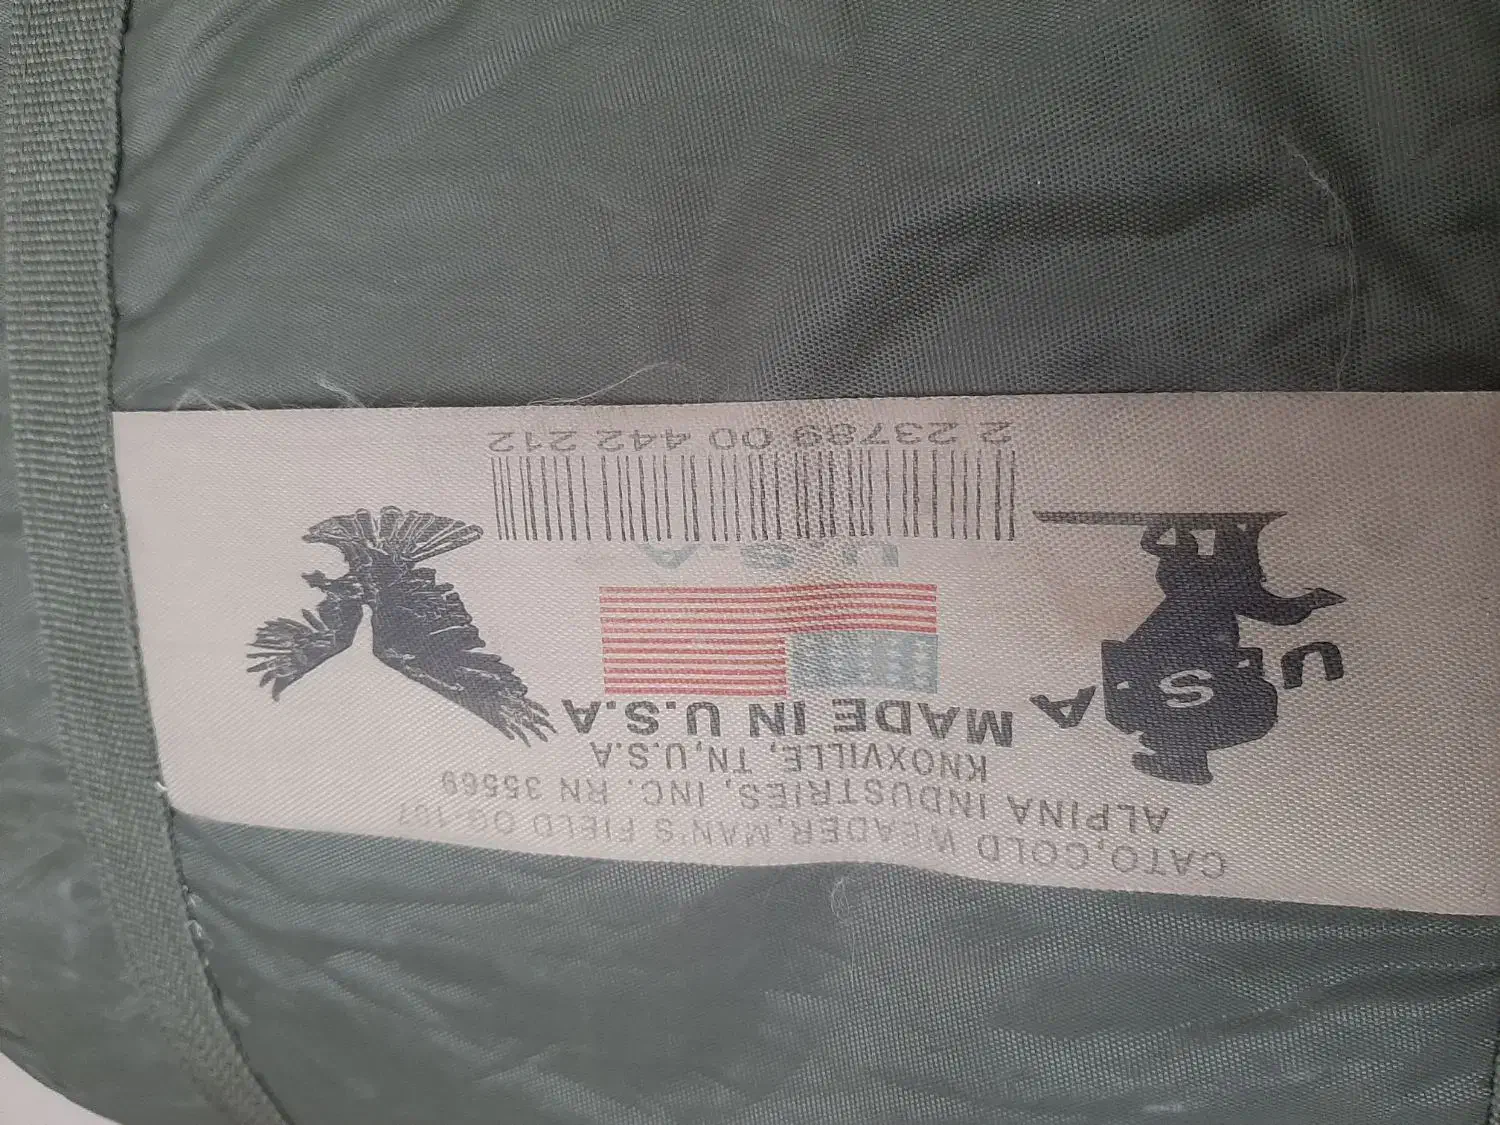 CATO,COLD WEADER,MAN'S FIELD OG-107
ALPINA INDUSTRIES, INC. RN 35569
KNOXVILLE, TN,U.S.A
MADE IN U.S.A
U S A
U.S.A
2 23789 00 442 212